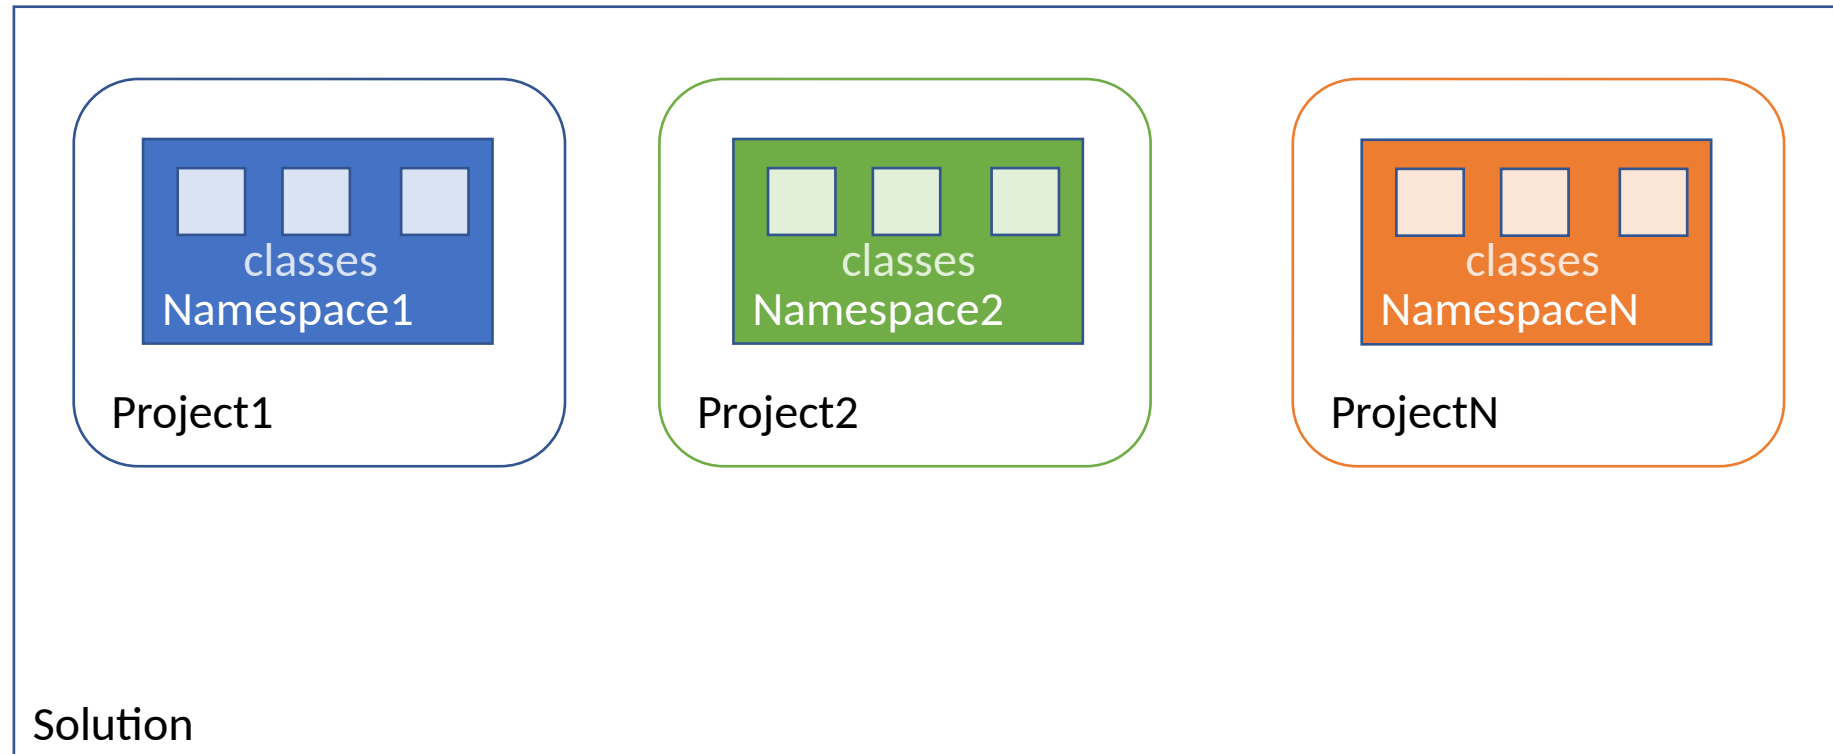 classes
Namespace1
Project1
classes
Namespace2
Project2
classes
NamespaceN
ProjectN
Solution